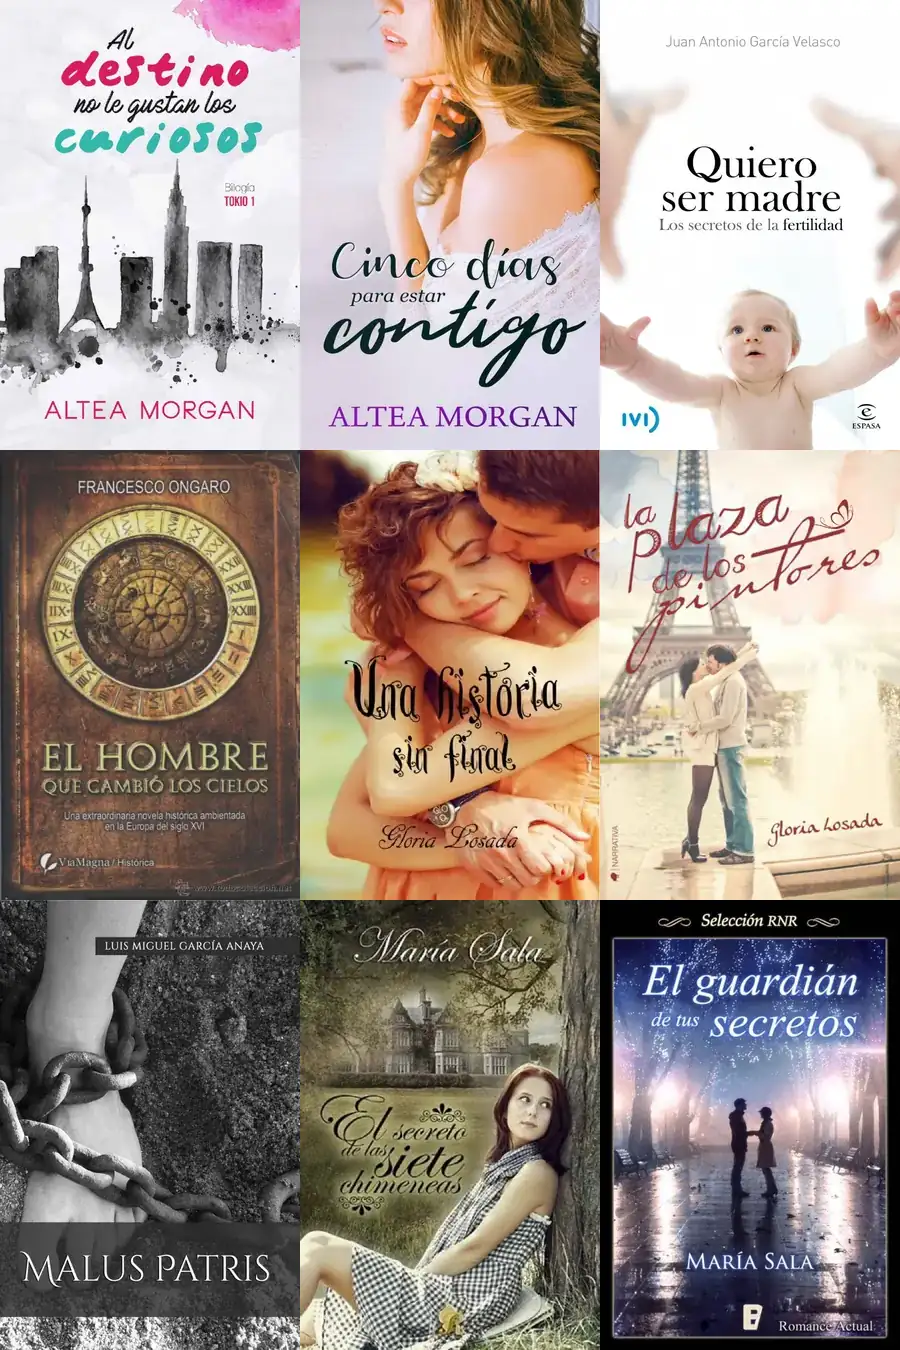 Al
destino
no le gustan los
curiosos
Bilogía
TOKIO 1
ALTEA MORGAN
Cinco días
para estar
contigo
ALTEA MORGAN
Juan Antonio García Velasco
Quiero
ser madre
Los secretos de la fertilidad
IVI
ESPASA
FRANCESCO ONGARO
EL HOMBRE
QUE CAMBIÓ LOS CIELOS
Una extraordinaria novela histórica ambientada
en la Europa del siglo XVI
ViaMagna / Histórica
www.todocoleccion.net
Una historia
sin final
Gloria Losada
la
plaza
de los
pintores
Gloria Losada
NARRATIVA
LUIS MIGUEL GARCÍA ANAYA
MALUS PATRIS
María Sala
El secreto
de las
siete
chimeneas
Selección RNR
El guardián
de tus secretos
MARÍA SALA
B
Romance Actual